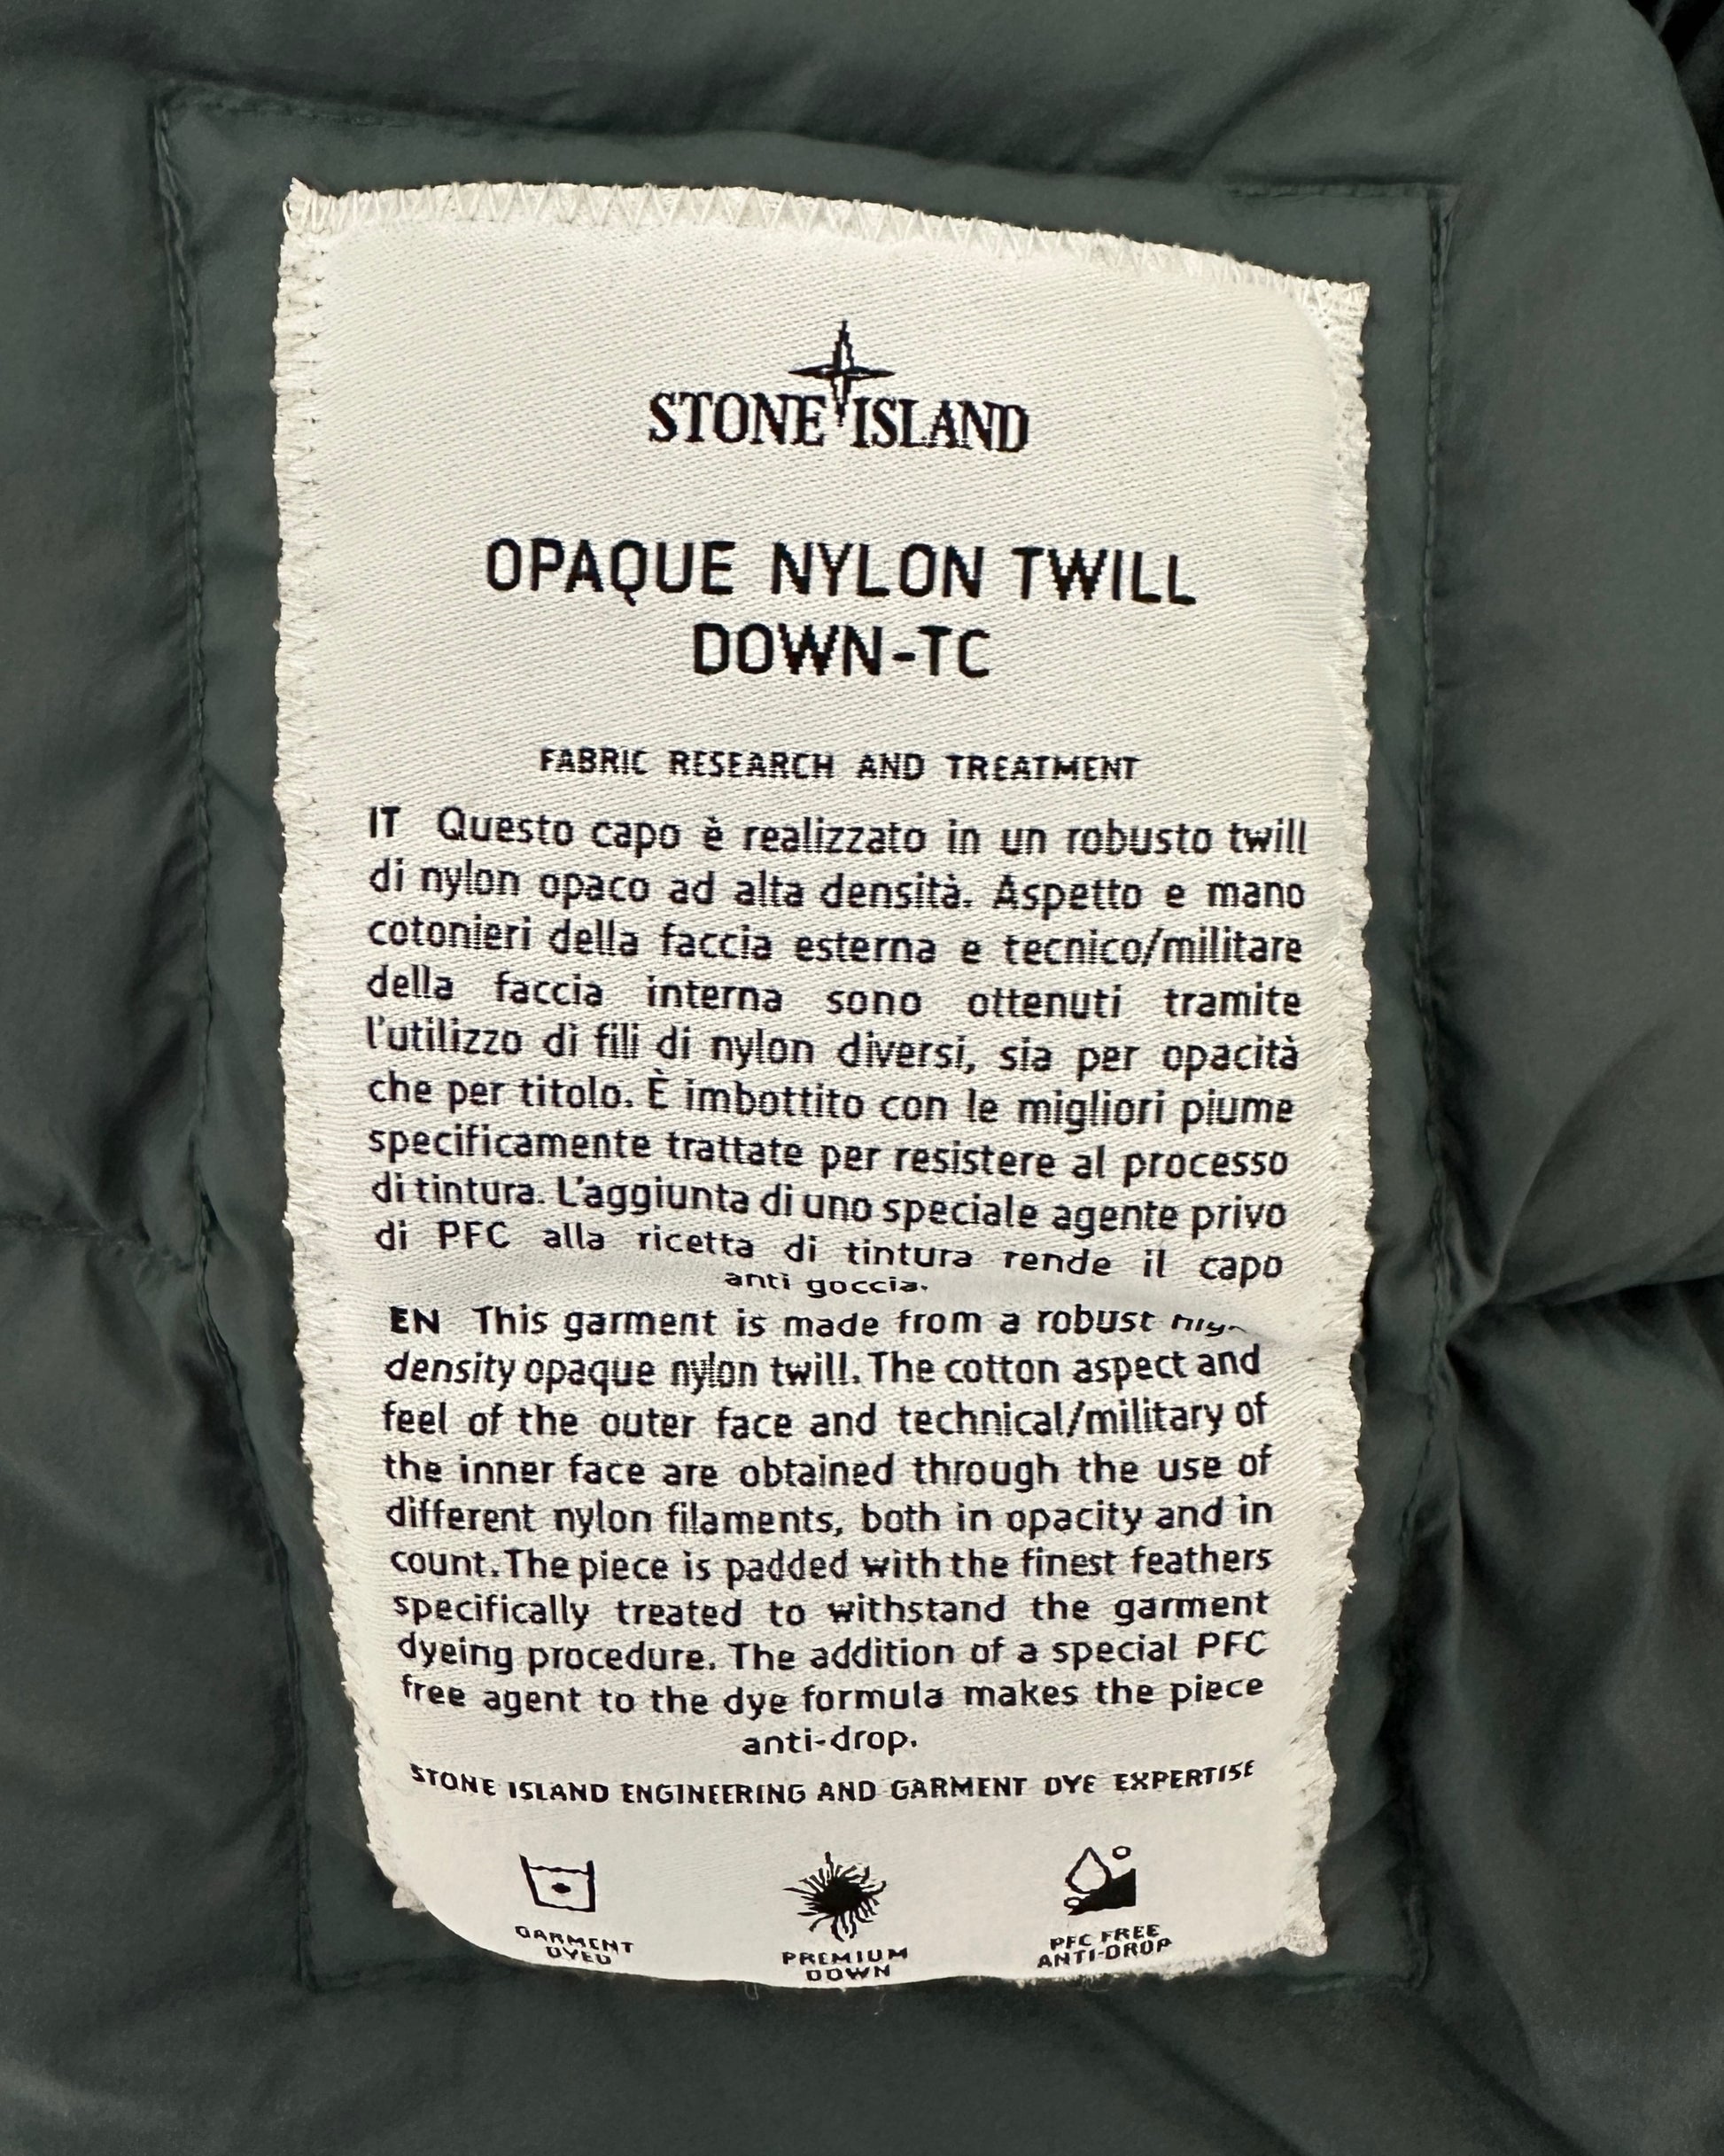 STONE ISLAND
OPAQUE NYLON TWILL
DOWN-TC
FABRIC RESEARCH AND TREATMENT
IT Questo capo è realizzato in un robusto twill
di nylon opaco ad alta densità. Aspetto e mano
cotonieri della faccia esterna e tecnico/militare
della faccia interna sono ottenuti tramite
l'utilizzo di fili di nylon diversi, sia per opacità
che per titolo. È imbottito con le migliori piume
specificamente trattate per resistere al processo
di tintura. L'aggiunta di uno speciale agente privo
di PFC alla ricetta di tintura rende il capo
anti goccia.
EN This garment is made from a robust
density opaque nylon twill. The cotton aspect and
feel of the outer face and technical/military of
the inner face are obtained through the use of
different nylon filaments, both in opacity and in
count. The piece is padded with the finest feathers
specifically treated to withstand the garment
dyeing procedure. The addition of a special PFC
free agent to the dye formula makes the piece
anti-drop.
STONE ISLAND ENGINEERING AND GARMENT DYE EXPERTISE
GARMENT
DYED
PREMIUM
DOWN
PFC FREE
ANTI-DROP